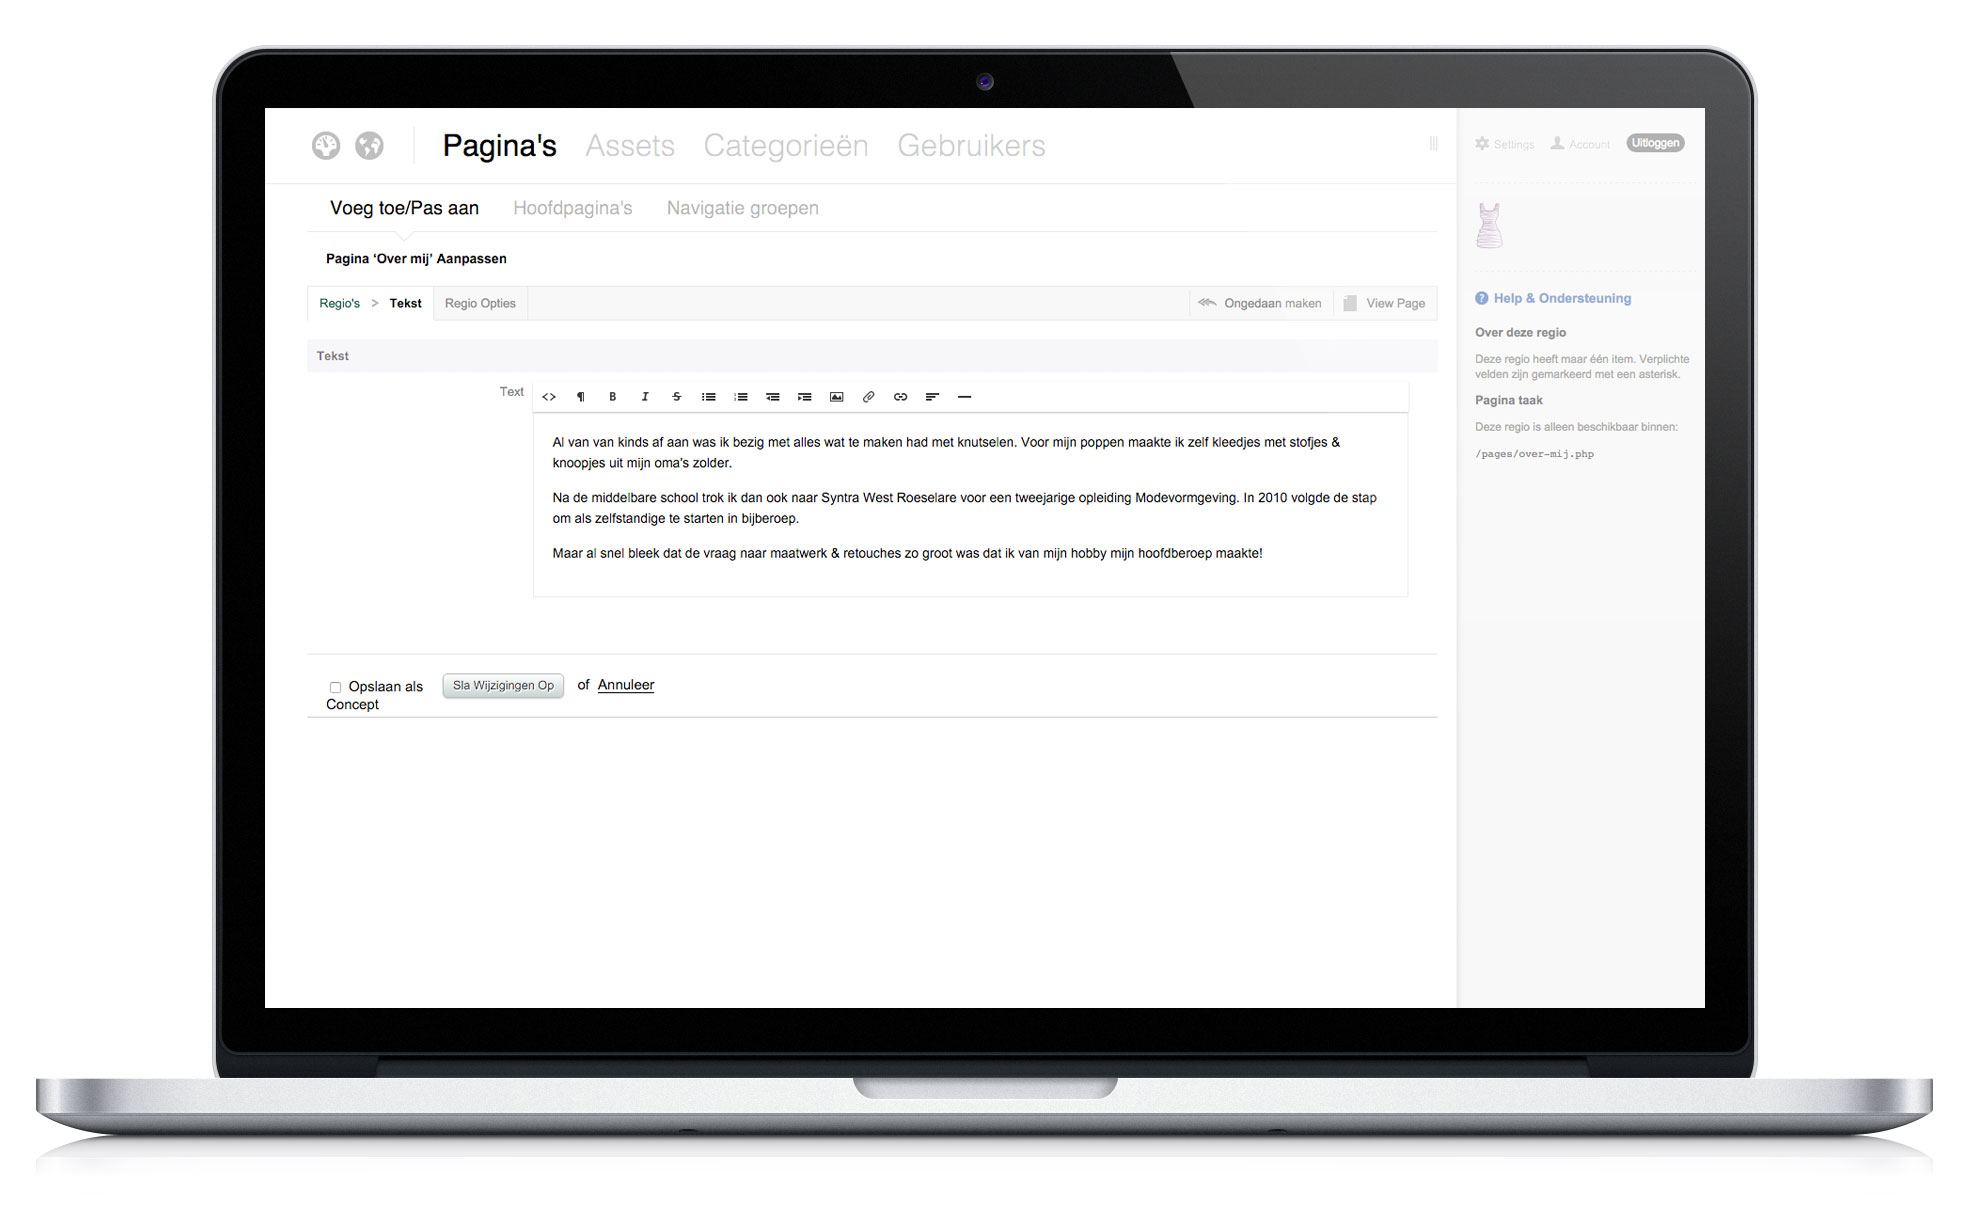 Pagina's Assets Categorieën Gebruikers
Settings Account Uitloggen
Voeg toe/Pas aan Hoofdpagina's Navigatie groepen
Pagina ‘Over mij’ Aanpassen
Regio's > Tekst Regio Opties Ongedaan maken View Page
Tekst
Text
B I S
Al van van kinds af aan was ik bezig met alles wat te maken had met knutselen. Voor mijn poppen maakte ik zelf kleedjes met stofjes &
knoopjes uit mijn oma's zolder.
Na de middelbare school trok ik dan ook naar Syntra West Roeselare voor een tweejarige opleiding Modevormgeving. In 2010 volgde de stap
om als zelfstandige te starten in bijberoep.
Maar al snel bleek dat de vraag naar maatwerk & retouches zo groot was dat ik van mijn hobby mijn hoofdberoep maakte!
Opslaan als
Concept
Sla Wijzigingen Op of Annuleer
? Help & Ondersteuning
Over deze regio
Deze regio heeft maar één item. Verplichte
velden zijn gemarkeerd met een asterisk.
Pagina taak
Deze regio is alleen beschikbaar binnen:
/pages/over-mij.php